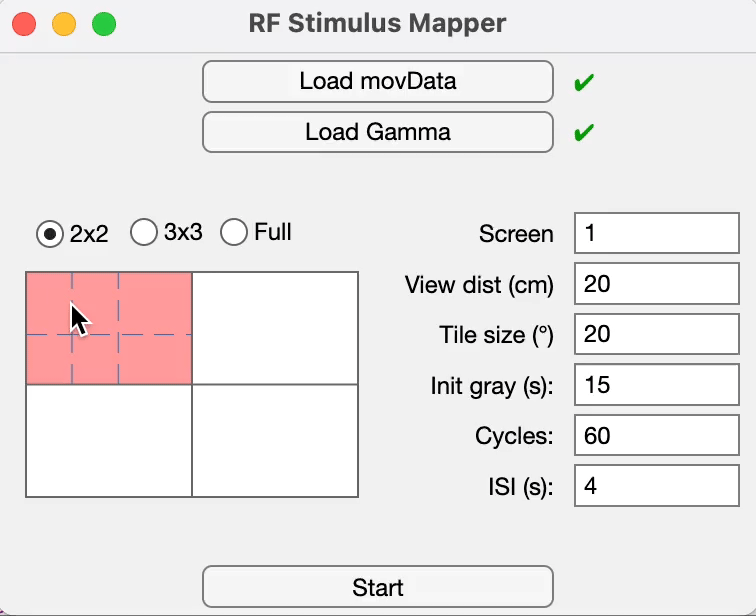 RF Stimulus Mapper
Load movData ✔
Load Gamma ✔
2x2 3x3 Full
Screen 1
View dist (cm) 20
Tile size (°) 20
Init gray (s): 15
Cycles: 60
ISI (s): 4
Start